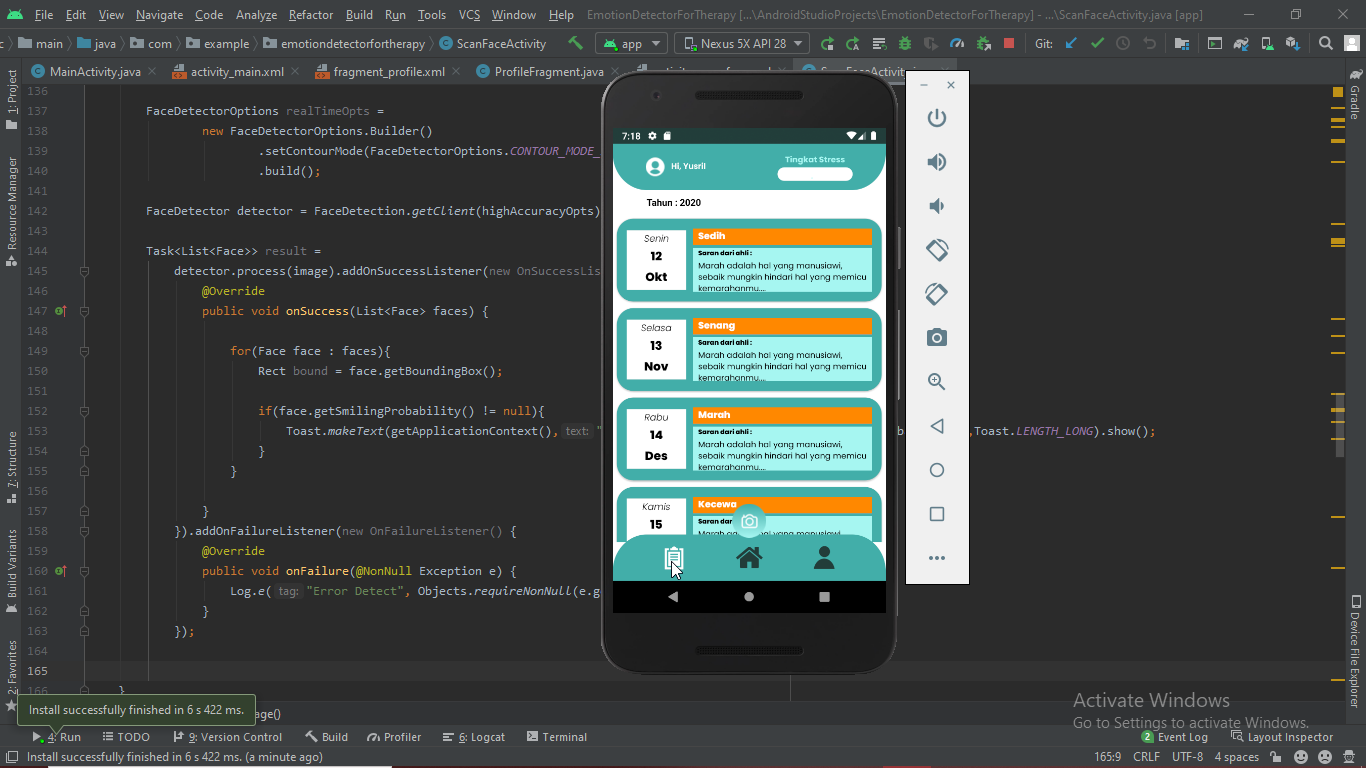 File Edit View Navigate Code Analyze Refactor Build Run Tools VCS Window Help EmotionDetectorForTherapy [...\AndroidStudioProjects\EmotionDetectorForTherapy] - ...\ScanFaceActivity.java [app]
main java com example emotiondetectorfortherapy ScanFaceActivity app Nexus 5X API 28 Git:
MainActivity.java activity_main.xml fragment_profile.xml ProfileFragment.java
1: Project
Resource Manager
7: Structure
Build Variants
2: Favorites
136
137 FaceDetectorOptions realTimeOpts =
138 new FaceDetectorOptions.Builder()
139 .setContourMode(FaceDetectorOptions.CONTOUR_MODE_
140 .build();
141
142 FaceDetector detector = FaceDetection.getClient(highAccuracyOpts)
143
144 Task<List<Face>> result =
145 detector.process(image).addOnSuccessListener(new OnSuccessLis
146 @Override
147 public void onSuccess(List<Face> faces) {
148
149 for(Face face : faces){
150 Rect bound = face.getBoundingBox();
151
152 if(face.getSmilingProbability() != null){
153 Toast.makeText(getApplicationContext(), text: " ,Toast.LENGTH_LONG).show();
154 }
155 }
156
157 }
158 }).addOnFailureListener(new OnFailureListener() {
159 @Override
160 public void onFailure(@NonNull Exception e) {
161 Log.e( tag: "Error Detect", Objects.requireNonNull(e.g
162 }
163 });
164
165
166 }
7:18
Hi, Yusril
Tingkat Stress
Tahun : 2020
Senin
12
Okt
Sedih
Saran dari ahli :
Marah adalah hal yang manusiawi,
sebaik mungkin hindari hal yang memicu
kemarahanmu....
Selasa
13
Nov
Senang
Saran dari ahli :
Marah adalah hal yang manusiawi,
sebaik mungkin hindari hal yang memicu
kemarahanmu....
Rabu
14
Des
Marah
Saran dari ahli :
Marah adalah hal yang manusiawi,
sebaik mungkin hindari hal yang memicu
kemarahanmu....
Kamis
15
Kecewa
Saran dar
Gradle
Device File Explorer
Install successfully finished in 6 s 422 ms.
age()
Activate Windows
Go to Settings to activate Windows.
4: Run TODO 9: Version Control Build Profiler 6: Logcat Terminal 2 Event Log Layout Inspector
Install successfully finished in 6 s 422 ms. (a minute ago) 165:9 CRLF UTF-8 4 spaces